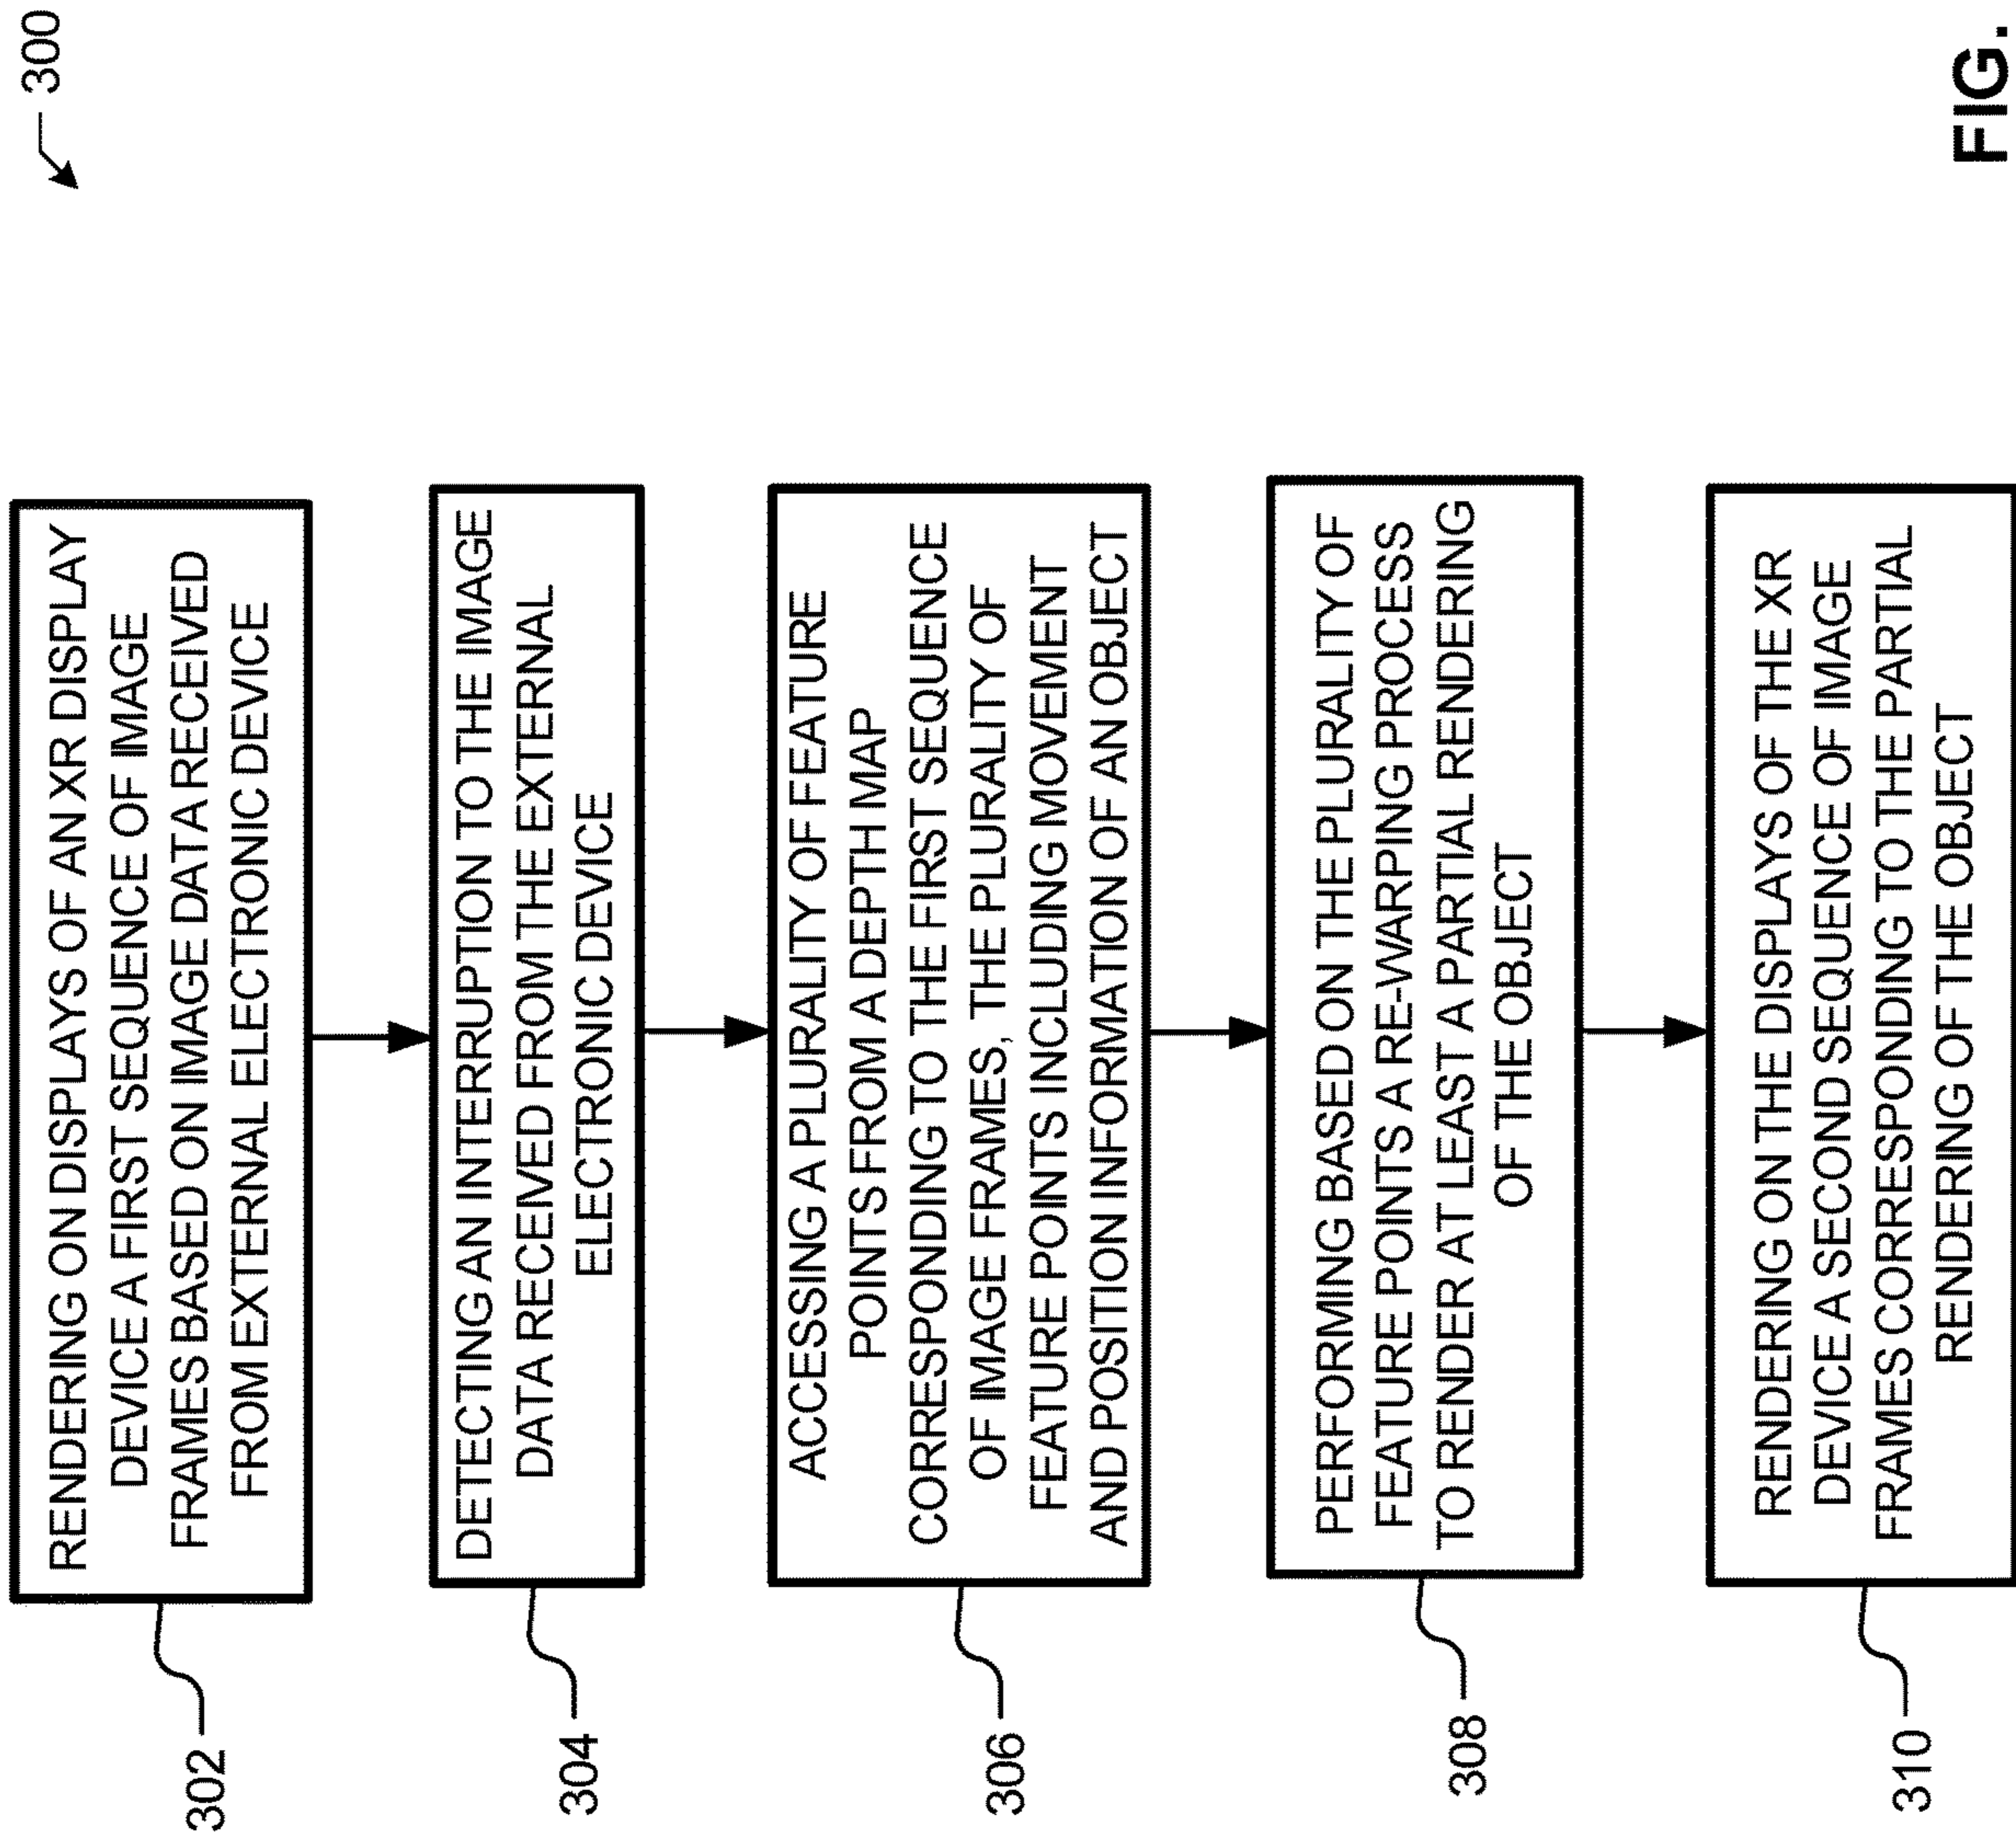 300
302
RENDERING ON DISPLAYS OF AN XR DISPLAY
DEVICE A FIRST SEQUENCE OF IMAGE
FRAMES BASED ON IMAGE DATA RECEIVED
FROM EXTERNAL ELECTRONIC DEVICE
304
DETECTING AN INTERRUPTION TO THE IMAGE
DATA RECEIVED FROM THE EXTERNAL
ELECTRONIC DEVICE
306
ACCESSING A PLURALITY OF FEATURE
POINTS FROM A DEPTH MAP
CORRESPONDING TO THE FIRST SEQUENCE
OF IMAGE FRAMES, THE PLURALITY OF
FEATURE POINTS INCLUDING MOVEMENT
AND POSITION INFORMATION OF AN OBJECT
308
PERFORMING BASED ON THE PLURALITY OF
FEATURE POINTS A RE-WARPING PROCESS
TO RENDER AT LEAST A PARTIAL RENDERING
OF THE OBJECT
310
RENDERING ON THE DISPLAYS OF THE XR
DEVICE A SECOND SEQUENCE OF IMAGE
FRAMES CORRESPONDING TO THE PARTIAL
RENDERING OF THE OBJECT
FIG.